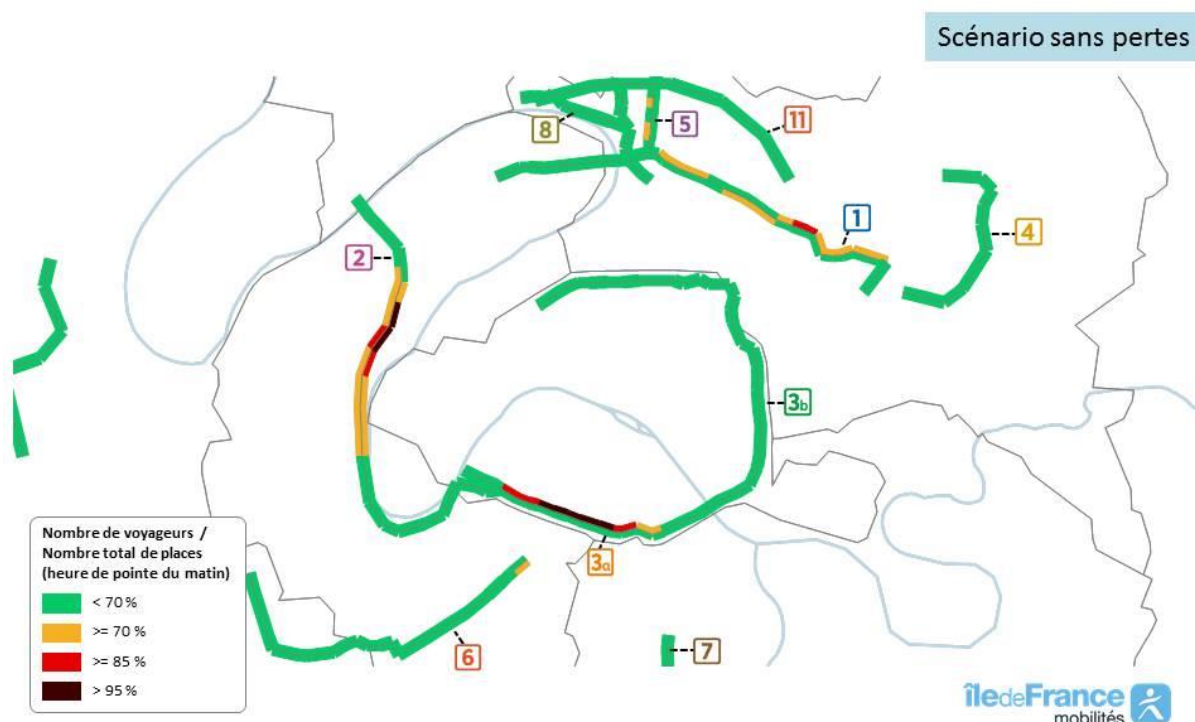 Scénario sans pertes
8
5
11
2
1
4
3b
3a
6
7
Nombre de voyageurs /
Nombre total de places
(heure de pointe du matin)
< 70 %
>= 70 %
>= 85 %
> 95 %
îledeFrance
mobilités